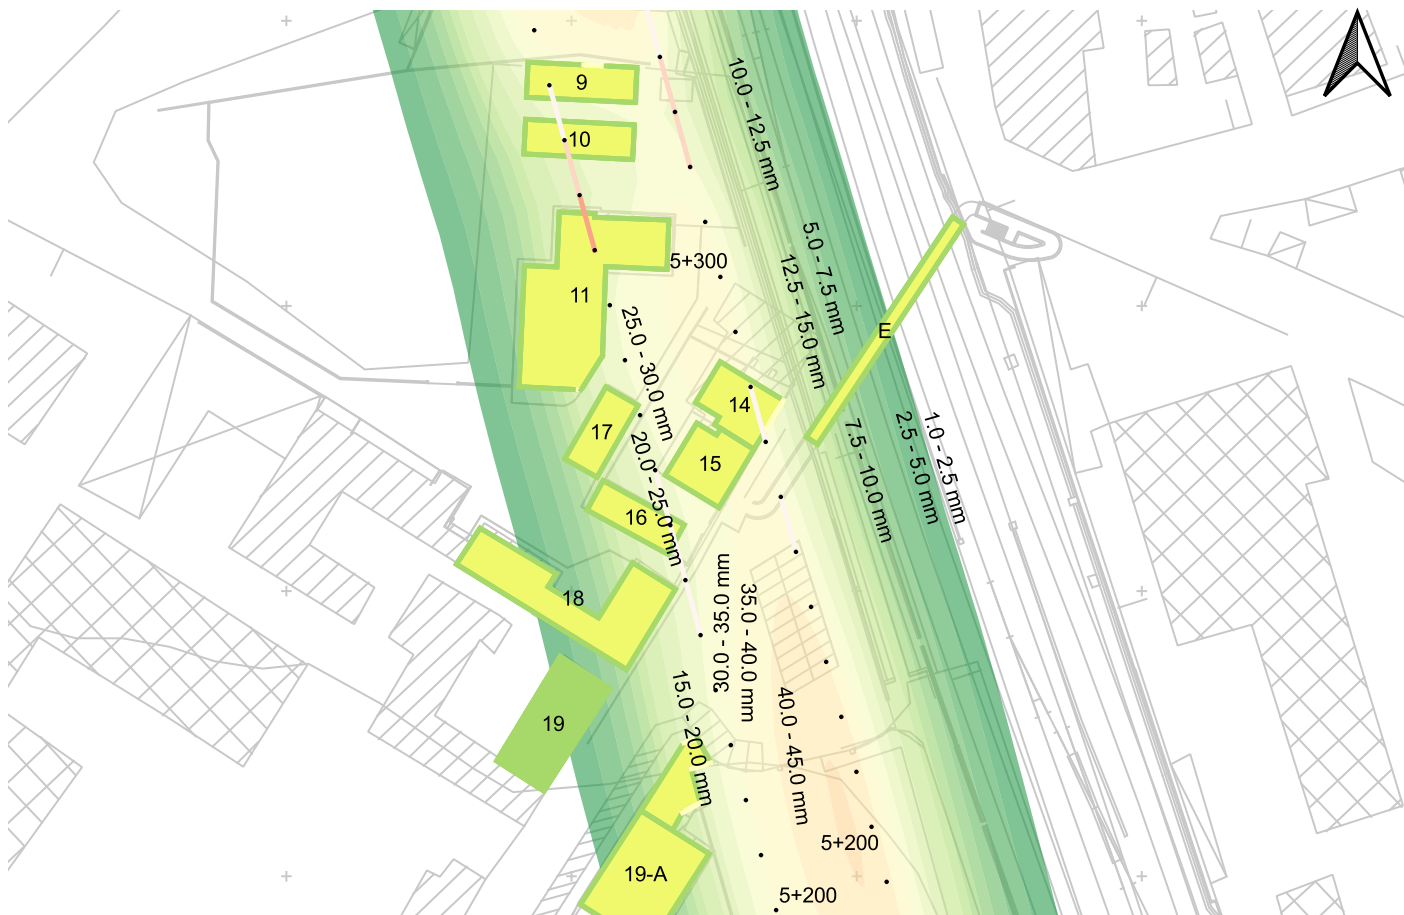 9
10
10.0 - 12.5 mm
5.0 - 7.5 mm
5+300
12.5 - 15.0 mm
11
25.0 - 30.0 mm
E
14
17
15
7.5 - 10.0 mm
2.5 - 5.0 mm
1.0 - 2.5 mm
20.0 - 25.0 mm
16
18
30.0 - 35.0 mm
35.0 - 40.0 mm
15.0 - 20.0 mm
40.0 - 45.0 mm
19
5+200
19-A
5+200